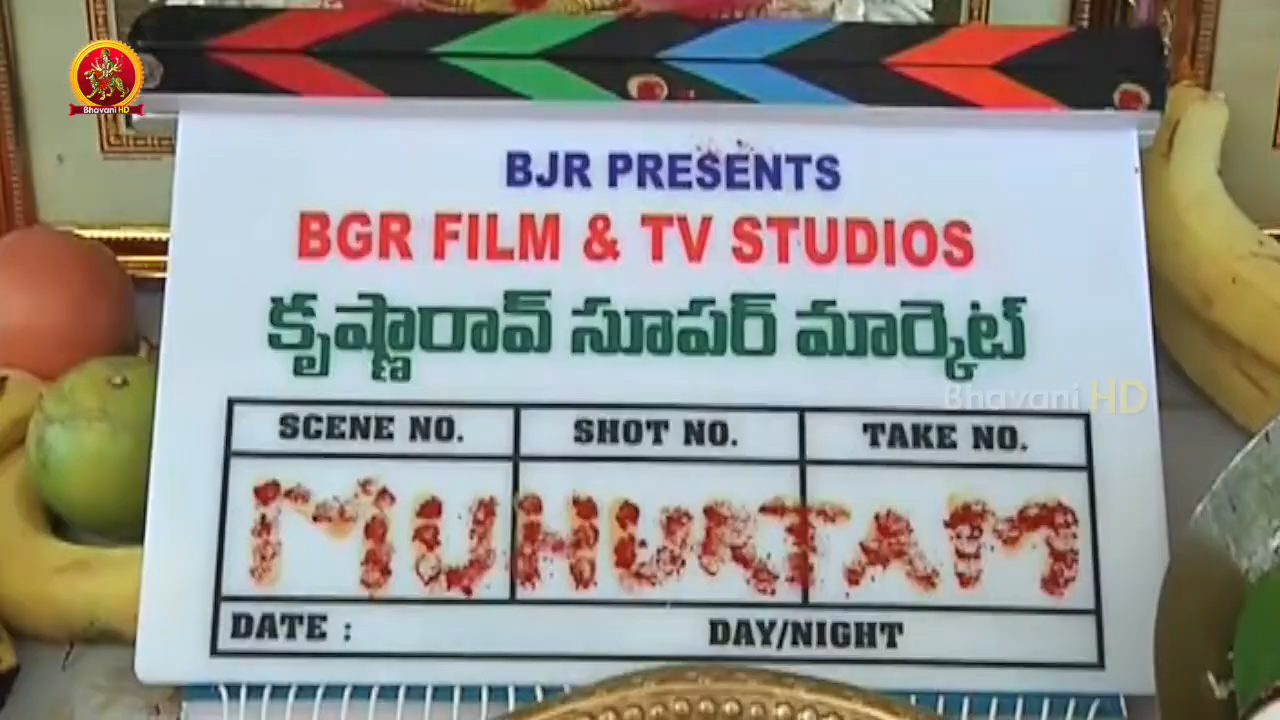 Bhavani HD
BJR PRESENTS
BGR FILM & TV STUDIOS
కృష్ణారావ్ సూపర్ మార్కెట్
Bhavani HD
SCENE NO. SHOT NO. TAKE NO.
MUHURTAM
DATE : DAY/NIGHT